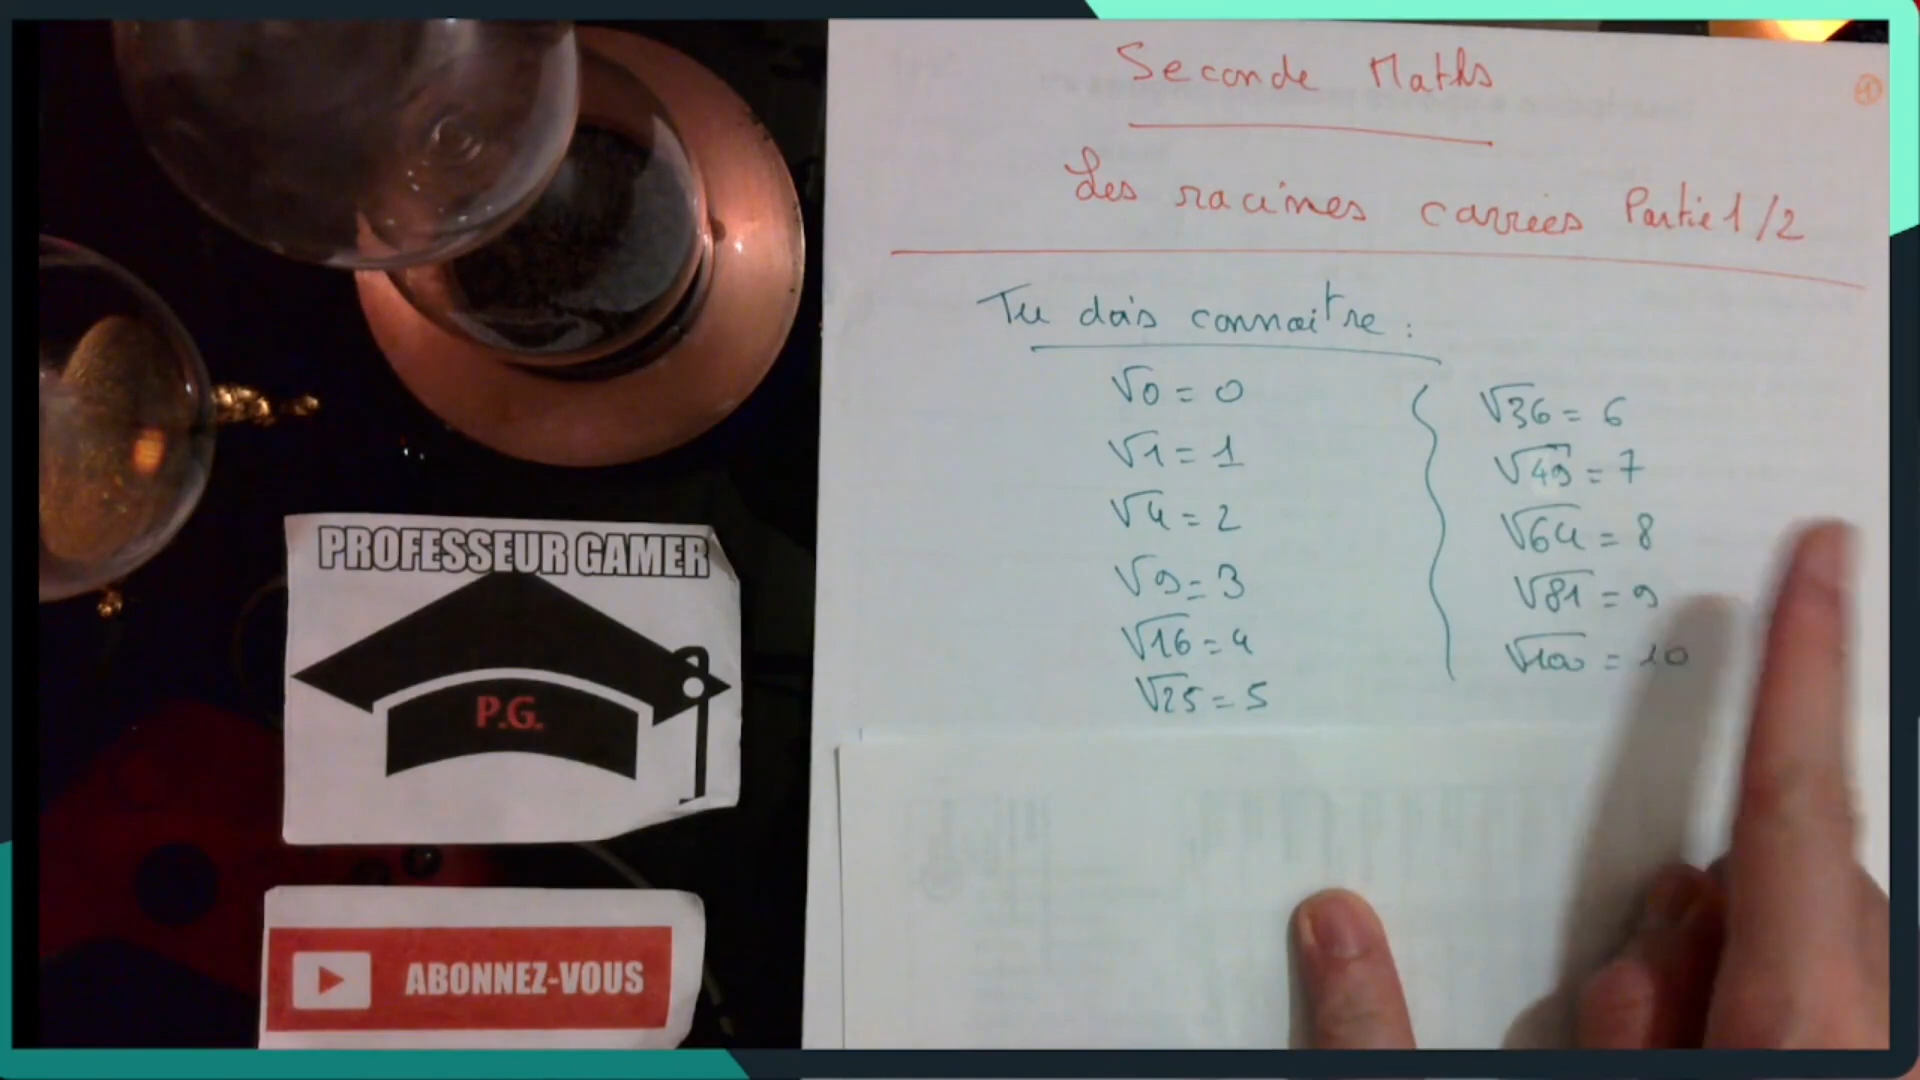 Seconde Maths
Les racines carrées Partie 1/2
Tu dois connaitre :
√0 = 0
√1 = 1
√4 = 2
√9 = 3
√16 = 4
√25 = 5
√36 = 6
√49 = 7
√64 = 8
√81 = 9
√100 = 10
PROFESSEUR GAMER
P.G.
ABONNEZ-VOUS